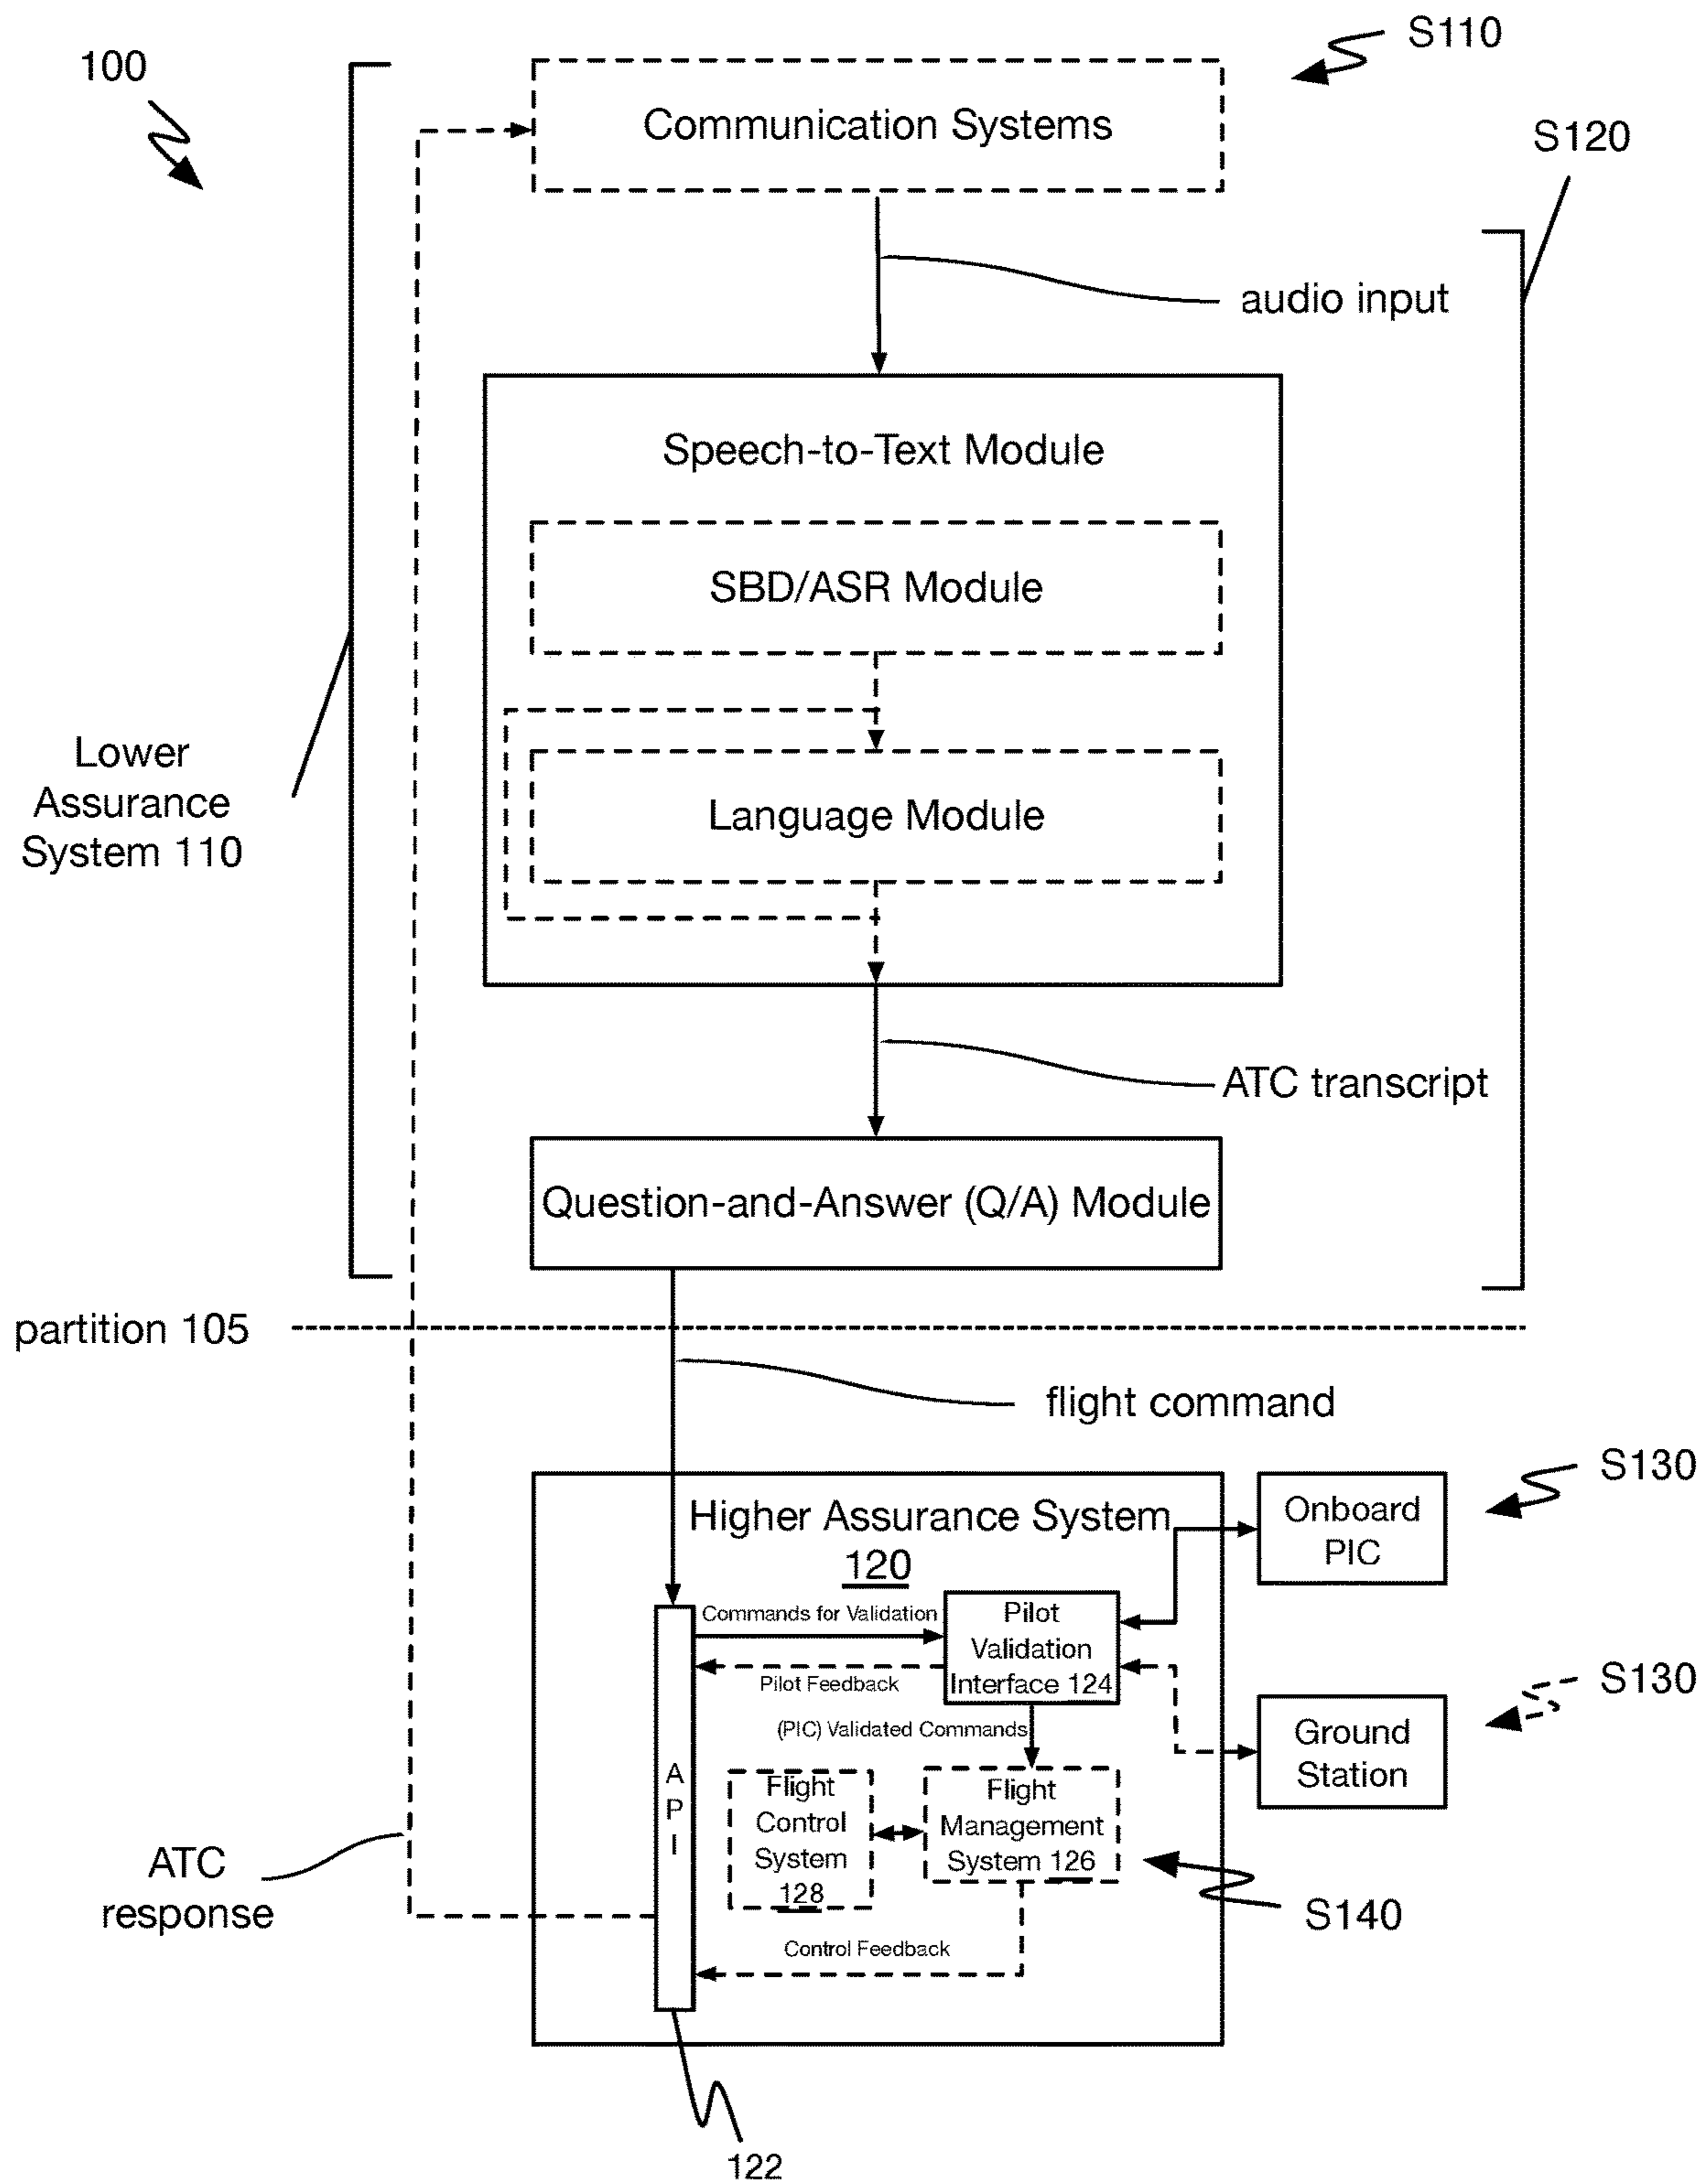 S110
100
Communication Systems
S120
audio input
Speech-to-Text Module
SBD/ASR Module
Lower
Assurance
System 110
Language Module
ATC transcript
Question-and-Answer (Q/A) Module
partition 105
flight command
Higher Assurance System
120
Onboard
PIC
S130
Commands for Validation
Pilot
Validation
Interface 124
Pilot Feedback
(PIC) Validated Commands
Ground
Station
S130
A
P
I
Flight
Control
System
128
Flight
Management
System 126
S140
ATC
response
Control Feedback
122